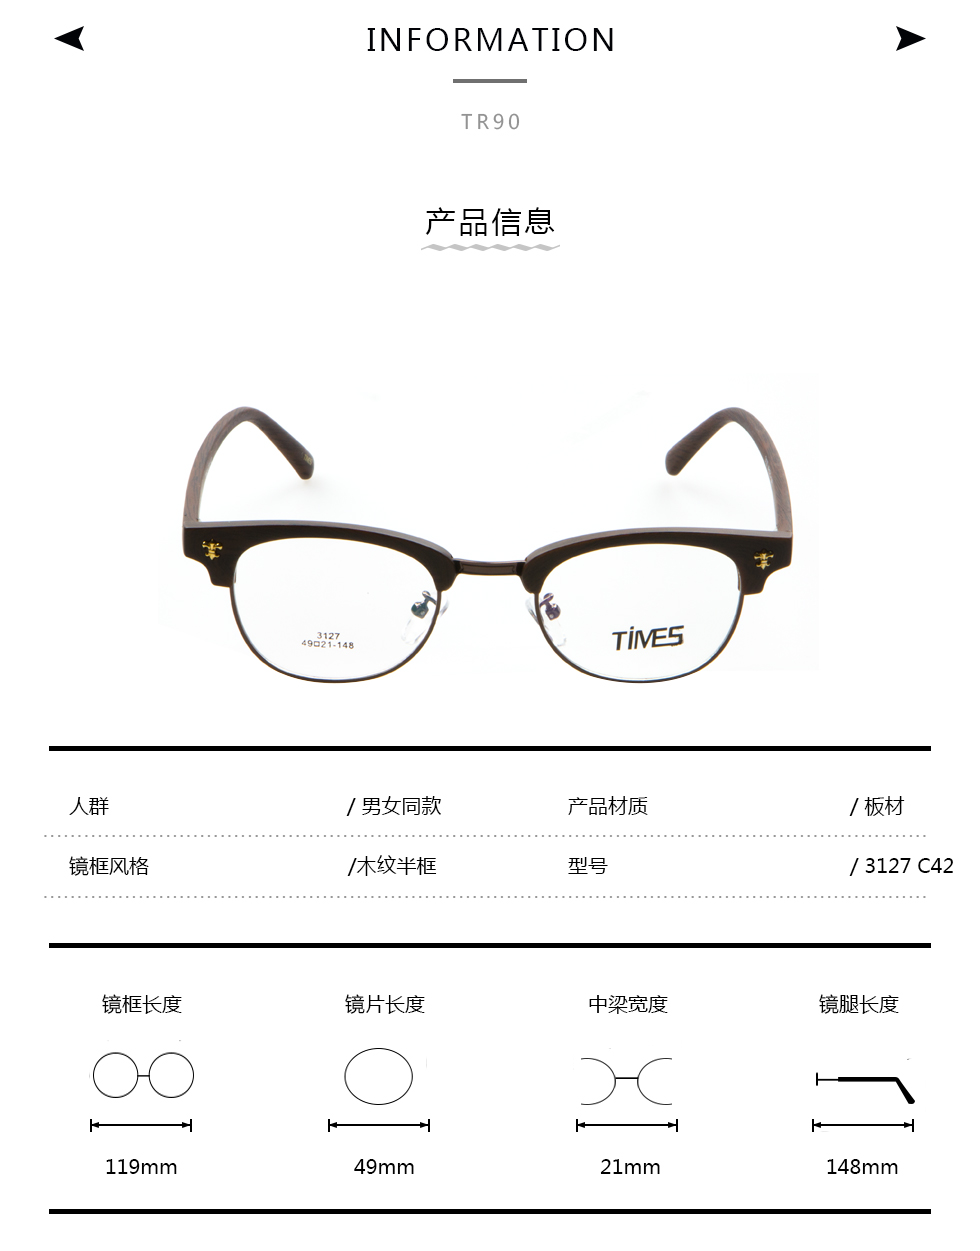 INFORMATION
TR90
产品信息
3127
49□21-148
TIMES
人群 / 男女同款 产品材质 / 板材
镜框风格 /木纹半框 型号 / 3127 C42
镜框长度 镜片长度 中梁宽度 镜腿长度
119mm 49mm 21mm 148mm